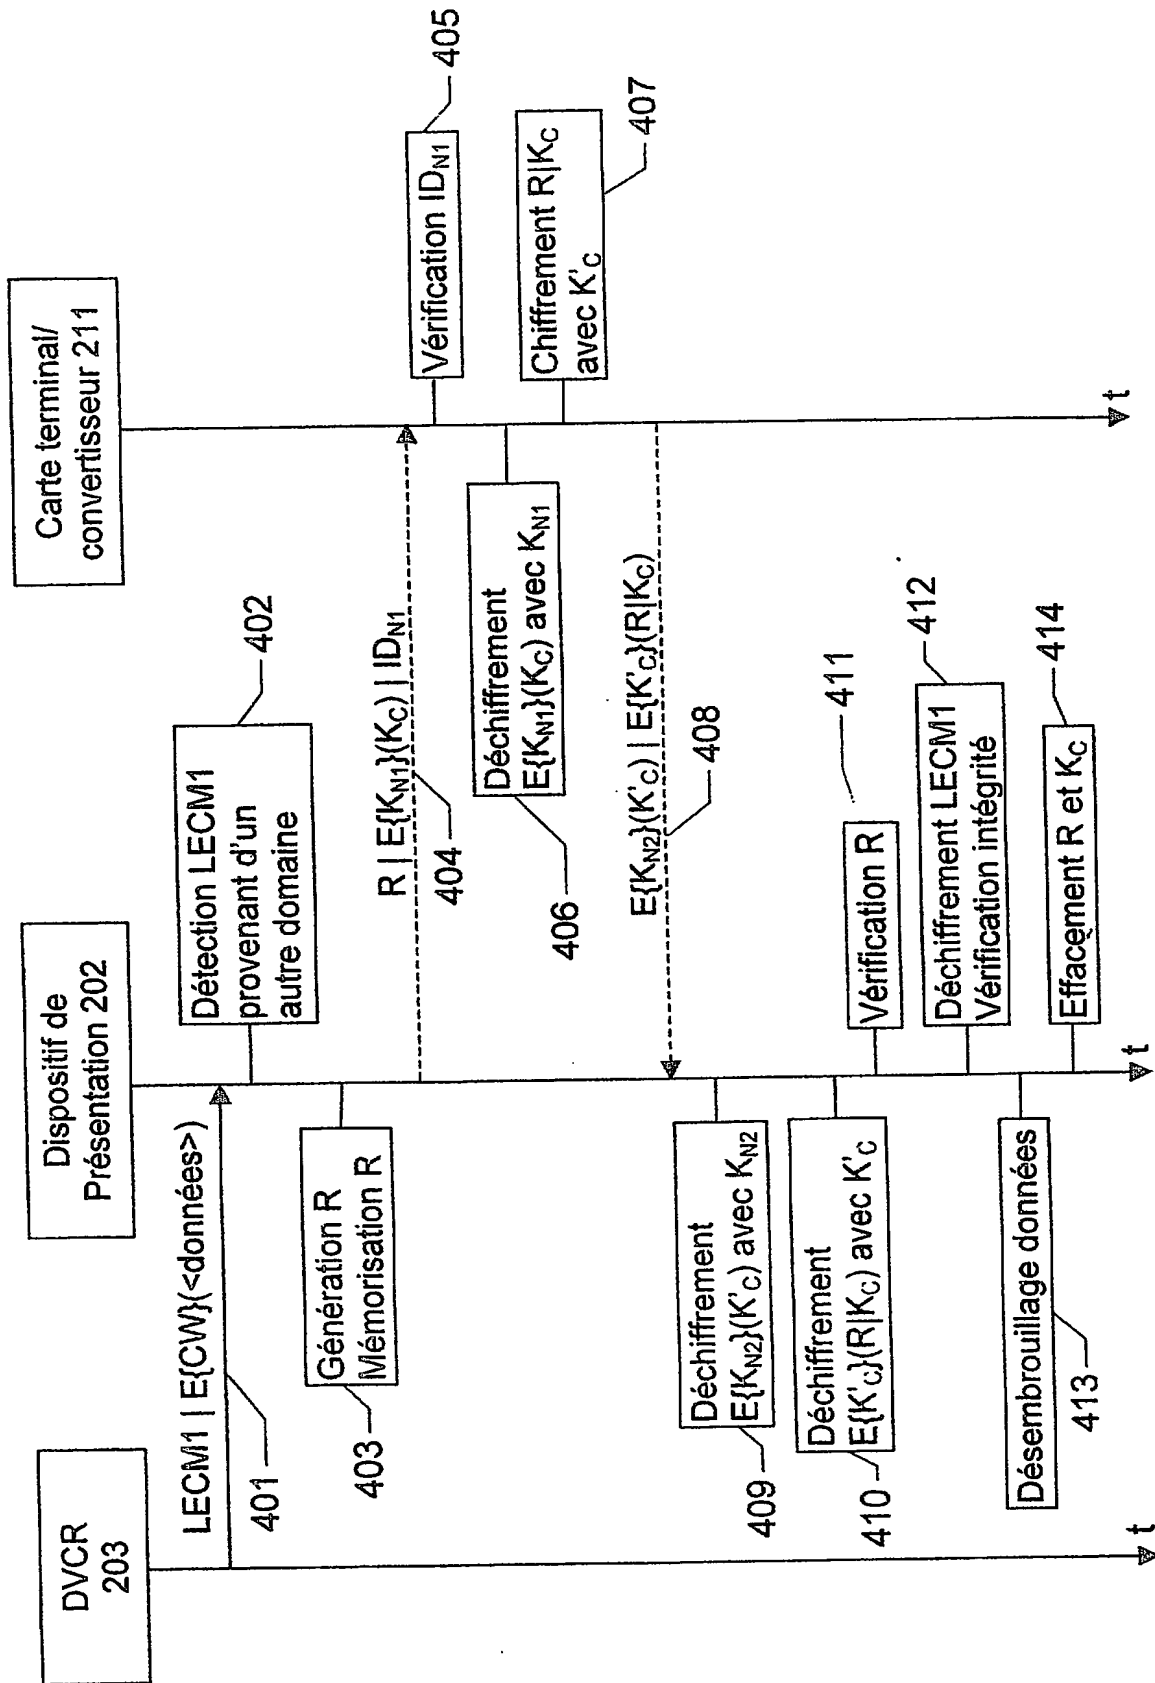 DVCR
203
Dispositif de
Présentation 202
Carte terminal/
convertisseur 211
LECM1 | E{CW}(<données>)
401
Détection LECM1
provenant d'un
autre domaine
402
Génération R
Mémorisation R
403
R | E{KN1}(KC) | IDN1
404
Vérification IDN1
405
Déchiffrement
E{KN1}(KC) avec KN1
406
Chiffrement R|KC
avec K'C
407
E{KN2}(K'C) | E{K'C}(R|KC)
408
Déchiffrement
E{KN2}(K'C) avec KN2
409
Déchiffrement
E{K'C}(R|KC) avec K'C
410
Vérification R
411
Déchiffrement LECM1
Vérification intégrité
412
Désembrouillage données
413
Effacement R et KC
414
t
t
t